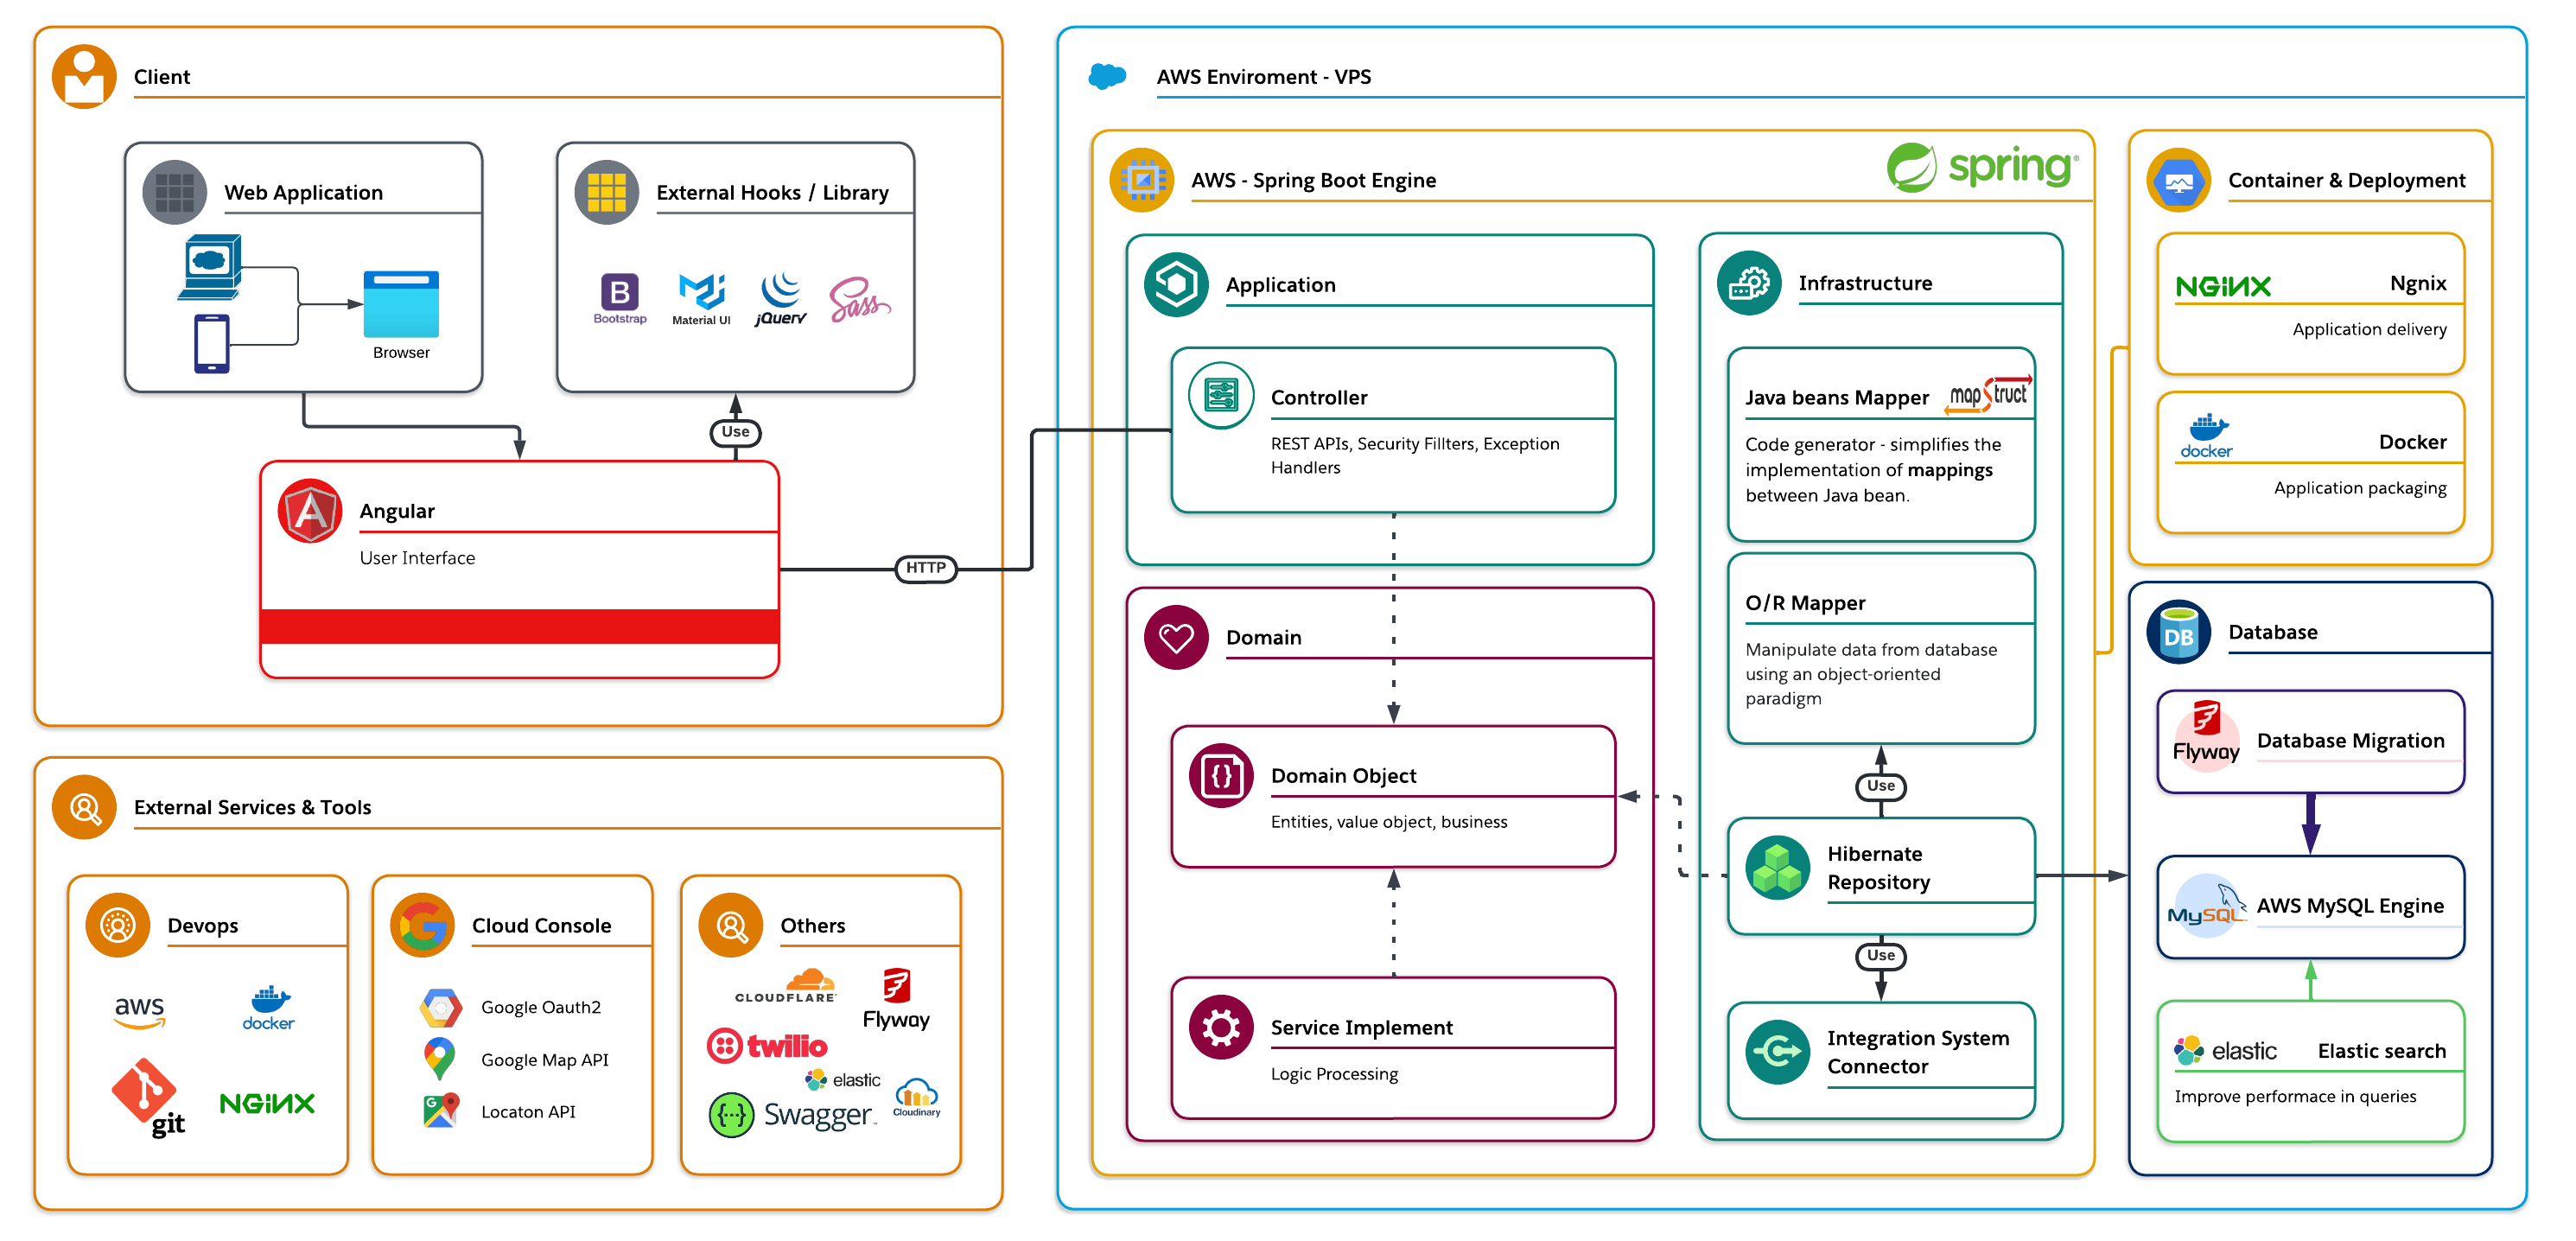 Client
Web Application
Browser
External Hooks / Library
B
Bootstrap
Material UI
jQuery
Sass
Use
A
Angular
User Interface
HTTP
External Services & Tools
Devops
aws
docker
git
NGINX
Cloud Console
Google Oauth2
Google Map API
Locaton API
Others
CLOUDFLARE
Flyway
twilio
elastic
{···} Swagger
Cloudinary
AWS Enviroment - VPS
AWS - Spring Boot Engine
spring
Application
Controller
REST APIs, Security Fillters, Exception
Handlers
Domain
Domain Object
Entities, value object, business
Service Implement
Logic Processing
Infrastructure
Java beans Mapper
mapStruct
Code generator - simplifies the
implementation of mappings
between Java bean.
O/R Mapper
Manipulate data from database
using an object-oriented
paradigm
Use
Hibernate
Repository
Use
Integration System
Connector
Container & Deployment
NGINX Ngnix
Application delivery
docker
Docker
Application packaging
DB
Database
Flyway
Database Migration
MySQL
AWS MySQL Engine
elastic Elastic search
Improve performace in queries